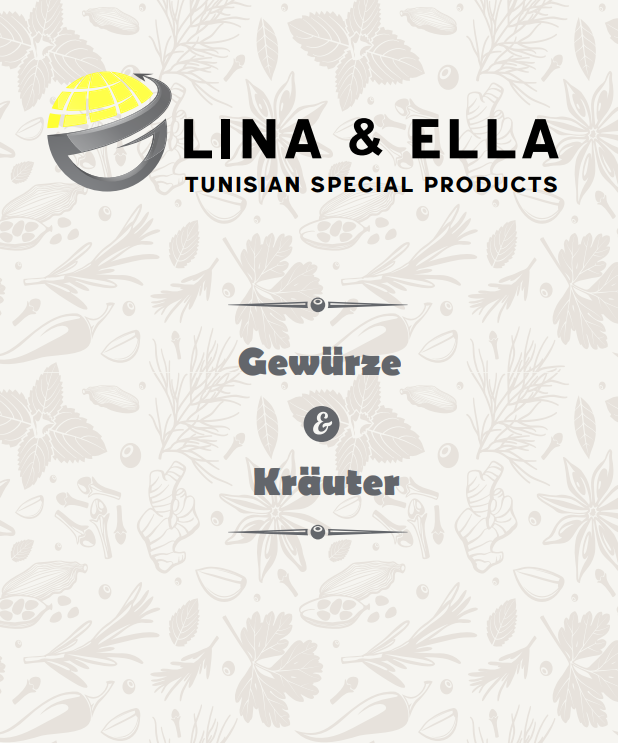 LINA & ELLA
TUNISIAN SPECIAL PRODUCTS
Gewürze
&
Kräuter